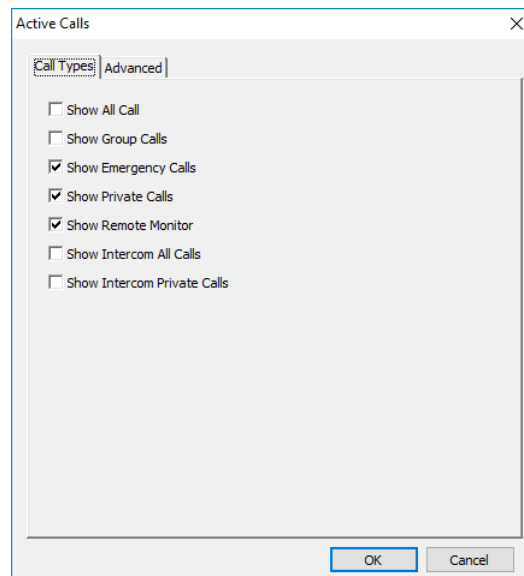 Active Calls
Call Types Advanced
Show All Call
Show Group Calls
Show Emergency Calls
Show Private Calls
Show Remote Monitor
Show Intercom All Calls
Show Intercom Private Calls
OK Cancel